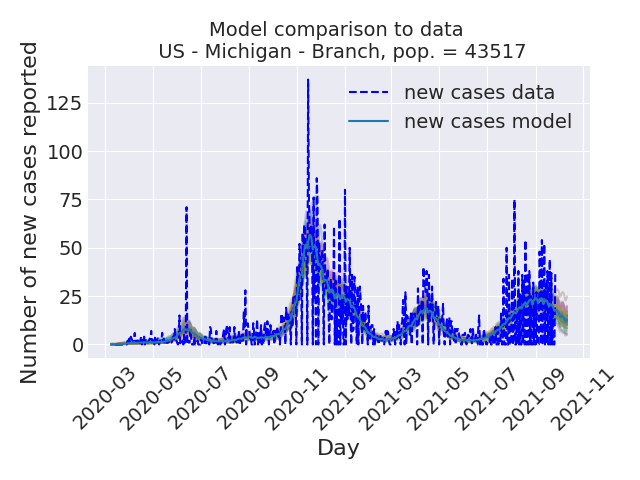 Model comparison to data
US - Michigan - Branch, pop. = 43517
Number of new cases reported
125
100
75
50
25
0
new cases data
new cases model
2020-03
2020-05
2020-07
2020-09
2020-11
2021-01
2021-03
2021-05
2021-07
2021-09
2021-11
Day